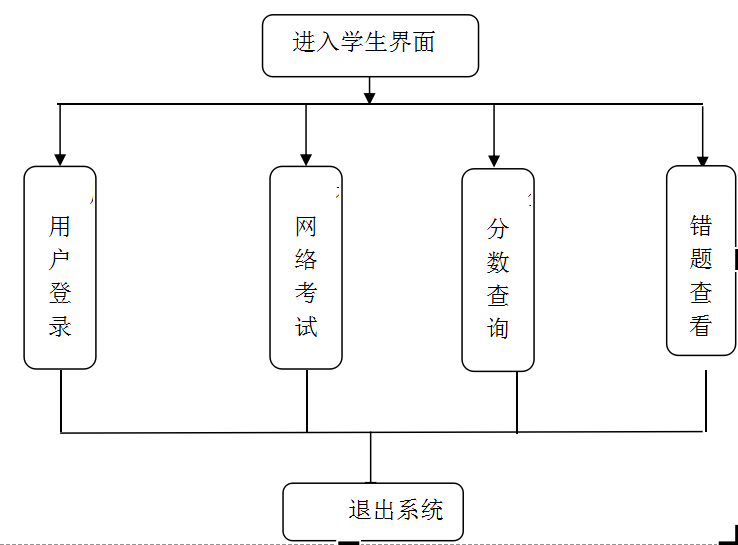 进入学生界面
用户登录
网络考试
分数查询
错题查看
退出系统